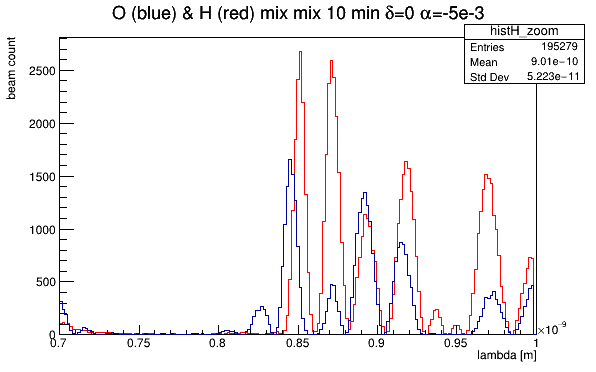 O (blue) & H (red) mix mix 10 min δ=0 α=-5e-3
histH_zoom
Entries 195279
Mean 9.01e-10
Std Dev 5.223e-11
beam count
2500
2000
1500
1000
500
0
0.7 0.75 0.8 0.85 0.9 0.95 1
×10⁻⁹
lambda [m]